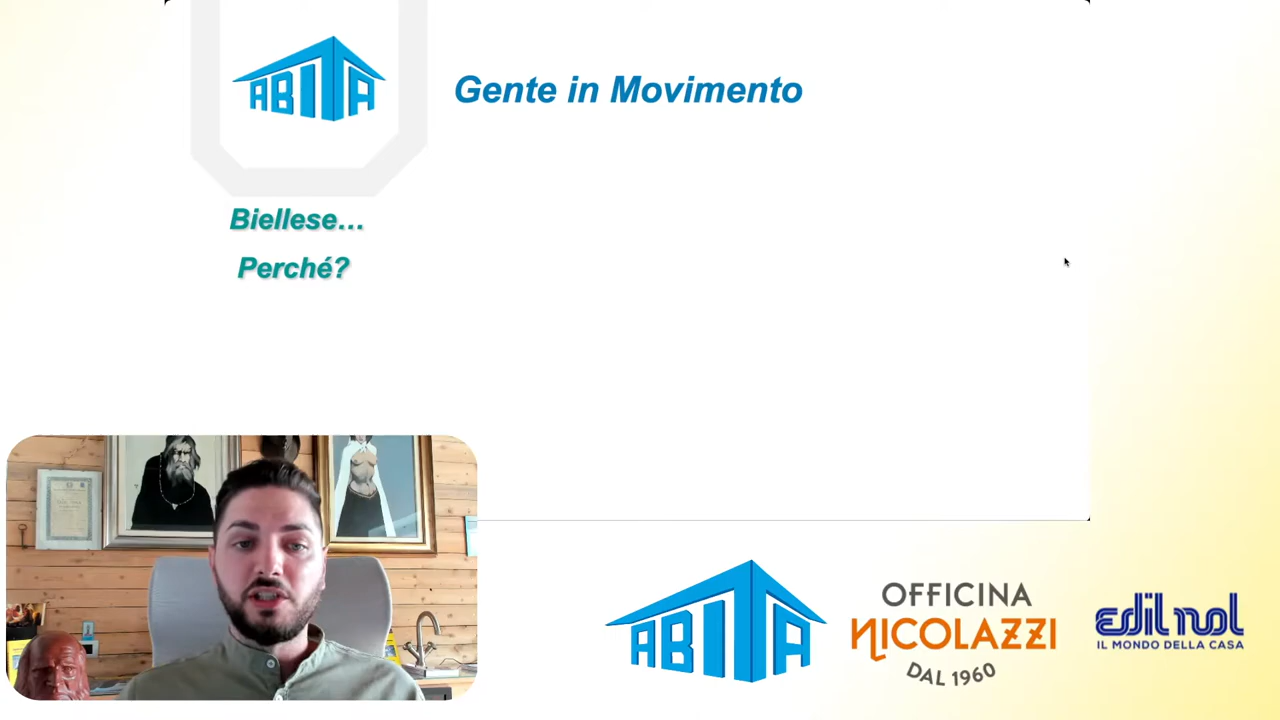 ABITA
Gente in Movimento
Biellese...
Perché?
ABITA
OFFICINA
NICOLAZZI
DAL 1960
edilnol
IL MONDO DELLA CASA